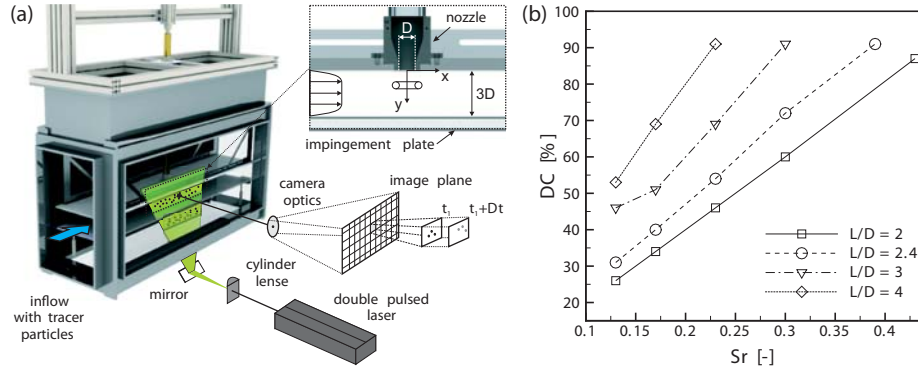 (a)
nozzle
D
x
y
3D
impingement plate
camera
optics
image plane
t1 t1+Dt
cylinder
lense
mirror
double pulsed
laser
inflow
with tracer
particles
(b)
DC [%]
100
90
80
70
60
50
40
30
20
L/D = 2
L/D = 2.4
L/D = 3
L/D = 4
0.1 0.15 0.2 0.25 0.3 0.35 0.4
Sr [-]